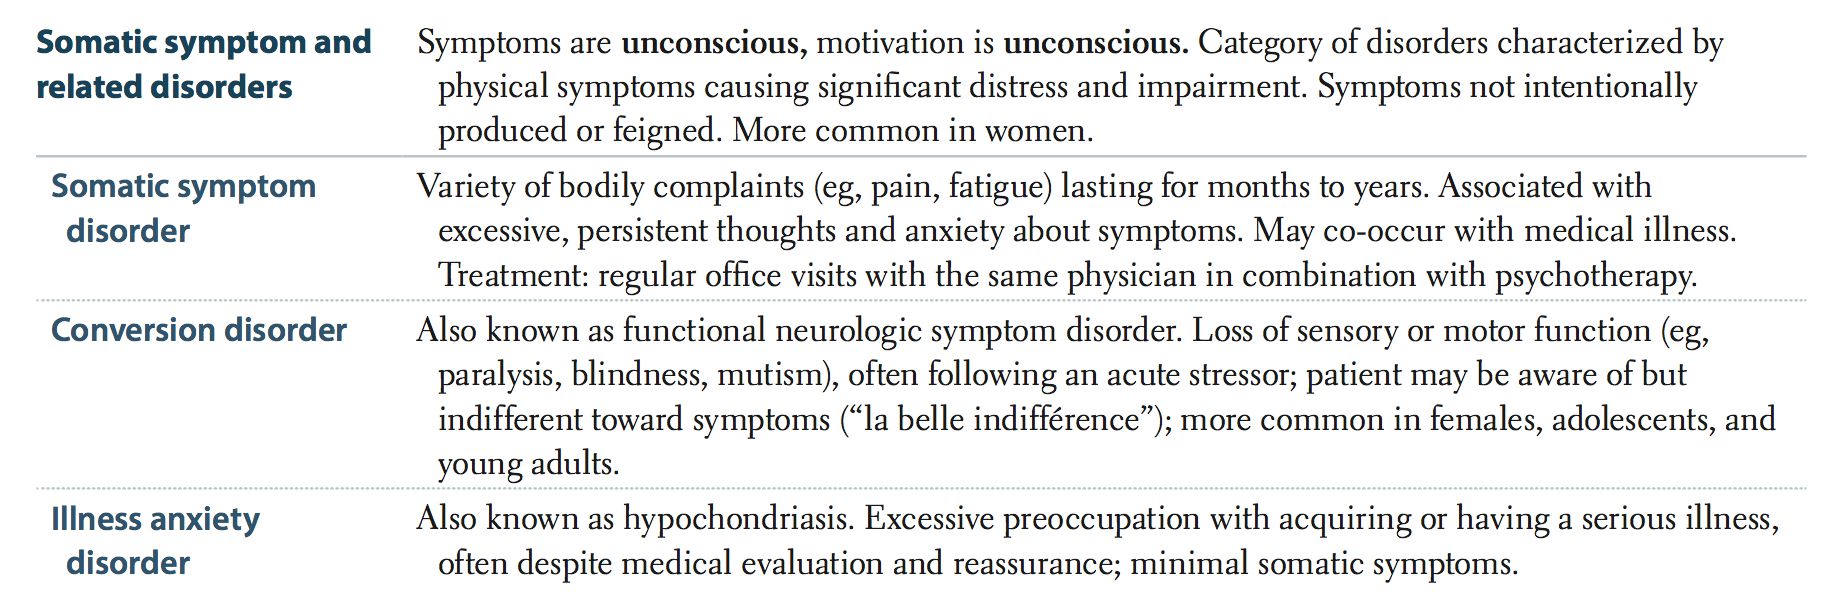 Somatic symptom and
related disorders
Symptoms are unconscious, motivation is unconscious. Category of disorders characterized by
physical symptoms causing significant distress and impairment. Symptoms not intentionally
produced or feigned. More common in women.
Somatic symptom
disorder
Variety of bodily complaints (eg, pain, fatigue) lasting for months to years. Associated with
excessive, persistent thoughts and anxiety about symptoms. May co-occur with medical illness.
Treatment: regular office visits with the same physician in combination with psychotherapy.
Conversion disorder
Also known as functional neurologic symptom disorder. Loss of sensory or motor function (eg,
paralysis, blindness, mutism), often following an acute stressor; patient may be aware of but
indifferent toward symptoms (“la belle indifférence”); more common in females, adolescents, and
young adults.
Illness anxiety
disorder
Also known as hypochondriasis. Excessive preoccupation with acquiring or having a serious illness,
often despite medical evaluation and reassurance; minimal somatic symptoms.